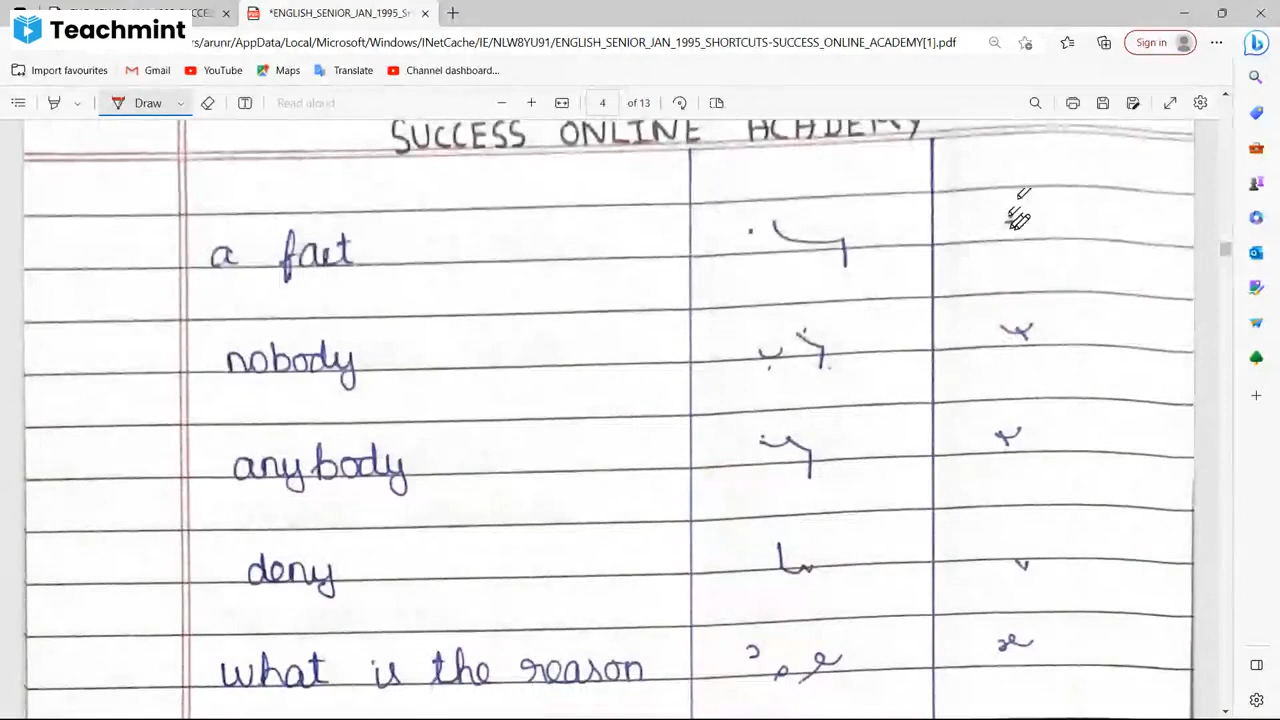 *ENGLISH_SENIOR_JAN_1995_S
Teachmint
s/arunr/AppData/Local/Microsoft/Windows/INetCache/IE/NLW8YU91/ENGLISH_SENIOR_JAN_1995_SHORTCUTS-SUCCESS_ONLINE_ACADEMY[1].pdf
Sign in
Import favourites Gmail YouTube Maps Translate Channel dashboard...
Draw Read aloud 4 of 13
SUCCESS ONLINE ACADEMY
a fact
nobody
anybody
deny
what is the reason